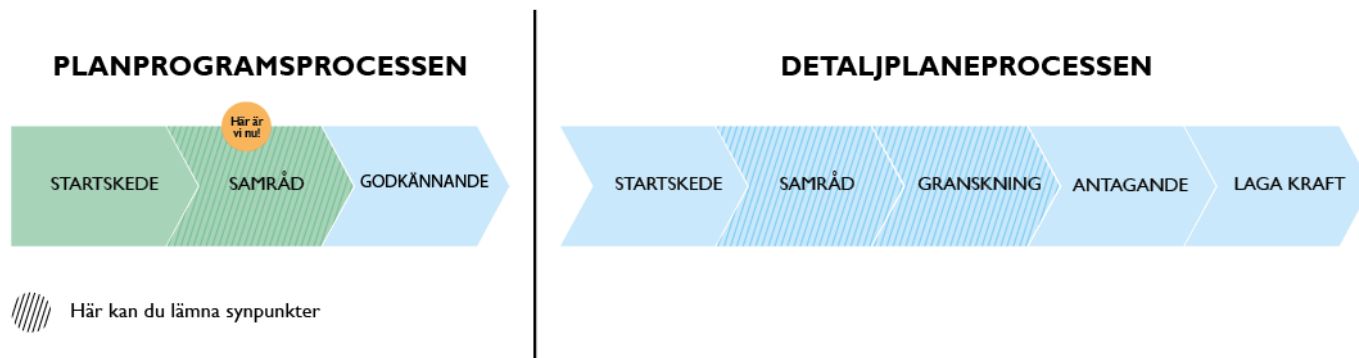 PLANPROGRAMSPROCESSEN
Här är
vi nu!
STARTSKEDE
SAMRÅD
GODKÄNNANDE
Här kan du lämna synpunkter
DETALJPLANEPROCESSEN
STARTSKEDE
SAMRÅD
GRANSKNING
ANTAGANDE
LAGA KRAFT